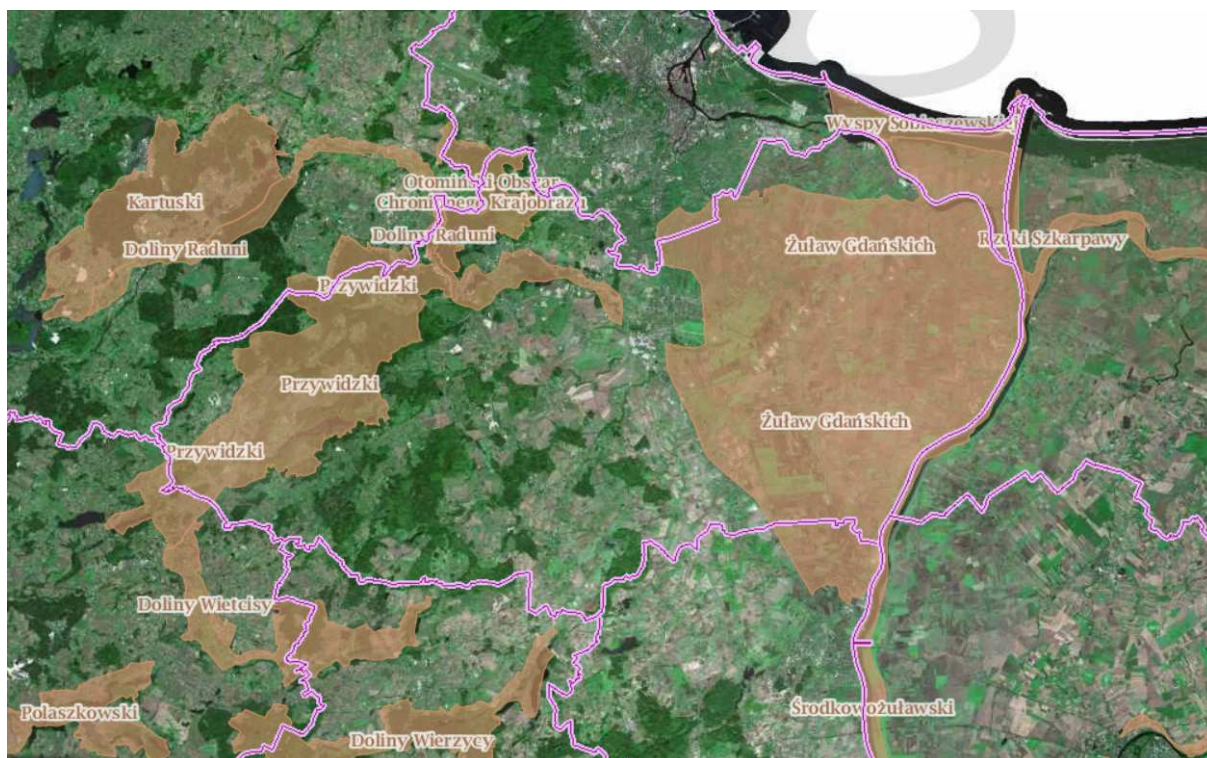 Wyspy Sobieszewskiej
Otomiński Obszar
Chronionego Krajobrazu
Kartuski
Doliny Raduni
Doliny Raduni
Żuław Gdańskich
Rzeki Szkarpawy
Przywidzki
Przywidzki
Żuław Gdańskich
Przywidzki
Doliny Wietcisy
Polaszkowski
Środkowożuławski
Doliny Wierzycy